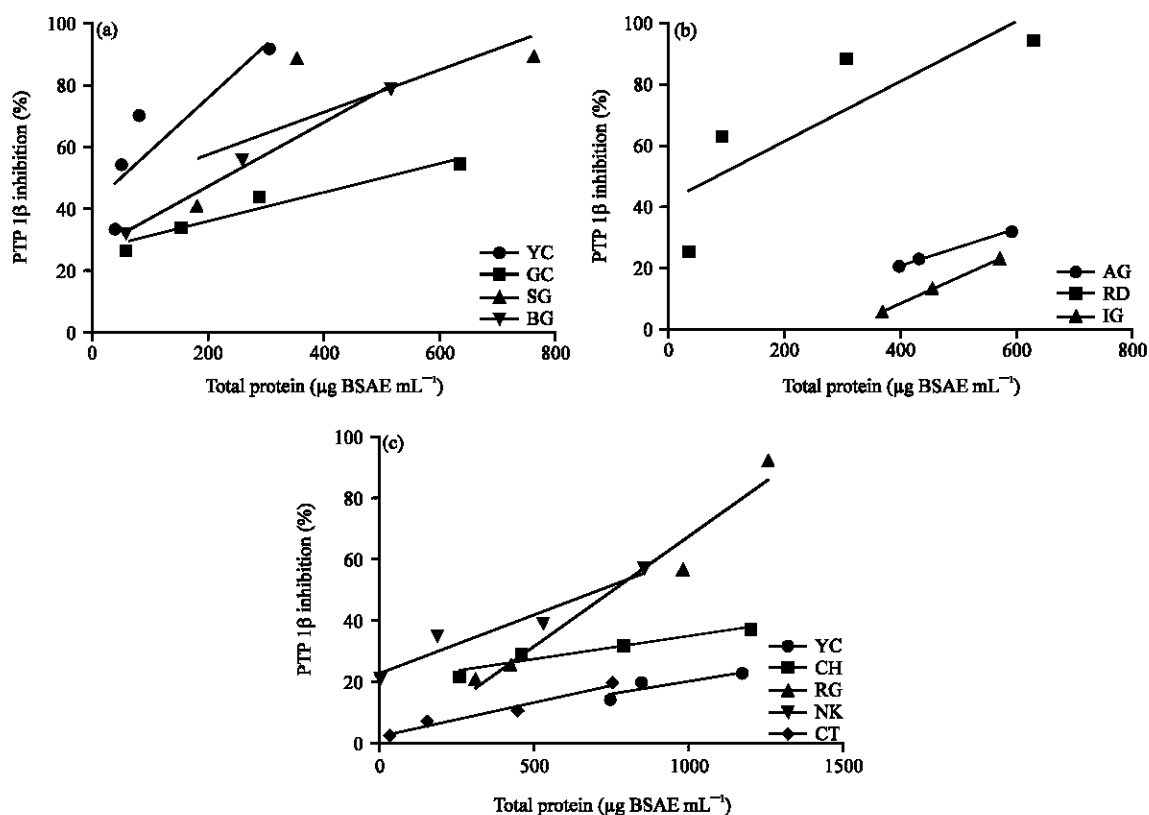 (a)
100
80
60
40
20
0
PTP 1β inhibition (%)
0 200 400 600 800
Total protein (µg BSAE mL⁻¹)
YC
GC
SG
BG
(b)
100
80
60
40
20
0
PTP 1β inhibition (%)
0 200 400 600 800
Total protein (µg BSAE mL⁻¹)
AG
RD
IG
(c)
100
80
60
40
20
0
PTP 1β inhibition (%)
0 500 1000 1500
Total protein (µg BSAE mL⁻¹)
YC
CH
RG
NK
CT